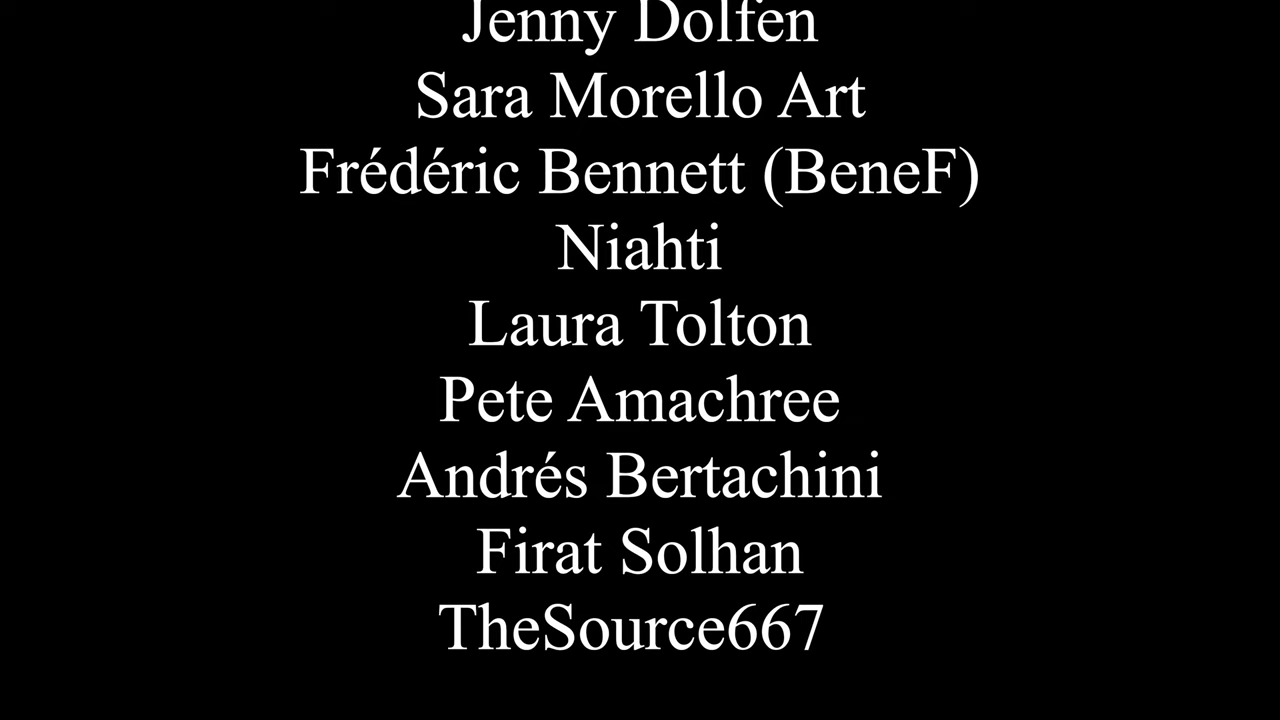 Jenny Dolfen
Sara Morello Art
Frédéric Bennett (BeneF)
Niahti
Laura Tolton
Pete Amachree
Andrés Bertachini
Firat Solhan
TheSource667